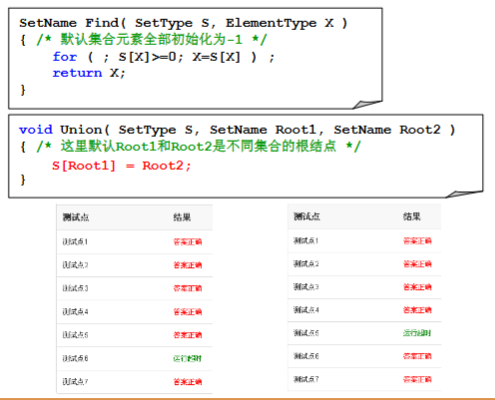 SetName Find( SetType S, ElementType X )
{ /* 默认集合元素全部初始化为-1 */
for ( ; S[X]>=0; X=S[X] ) ;
return X;
}
void Union( SetType S, SetName Root1, SetName Root2 )
{ /* 这里默认Root1和Root2是不同集合的根结点 */
S[Root1] = Root2;
}
测试点 结果
测试点1 答案正确
测试点2 答案正确
测试点3 答案正确
测试点4 答案正确
测试点5 答案正确
测试点6 运行超时
测试点7 答案正确
测试点 结果
测试点1 答案正确
测试点2 答案正确
测试点3 答案正确
测试点4 答案正确
测试点5 运行超时
测试点6 答案正确
测试点7 答案正确